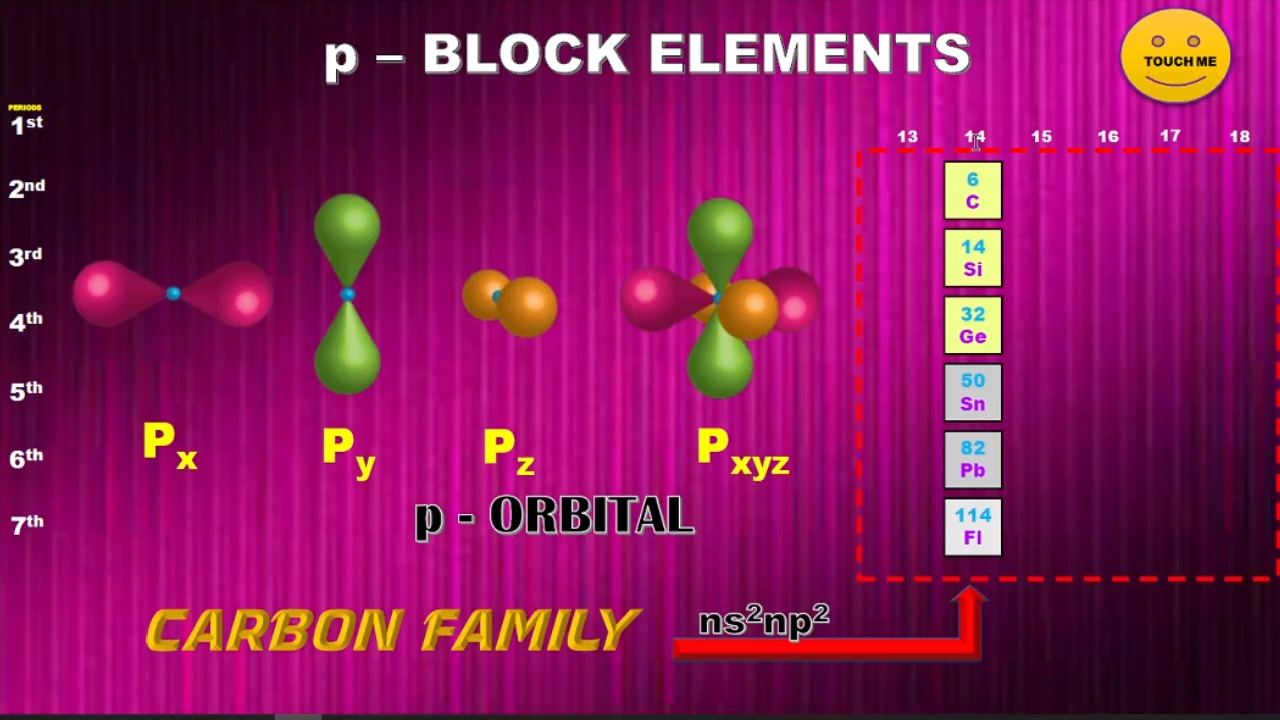 p – BLOCK ELEMENTS
TOUCH ME
PERIODS
1st
2nd
3rd
4th
5th
6th
7th
13 14 15 16 17 18
6
C
14
Si
32
Ge
50
Sn
82
Pb
114
Fl
Px Py Pz Pxyz
p - ORBITAL
CARBON FAMILY
ns²np²